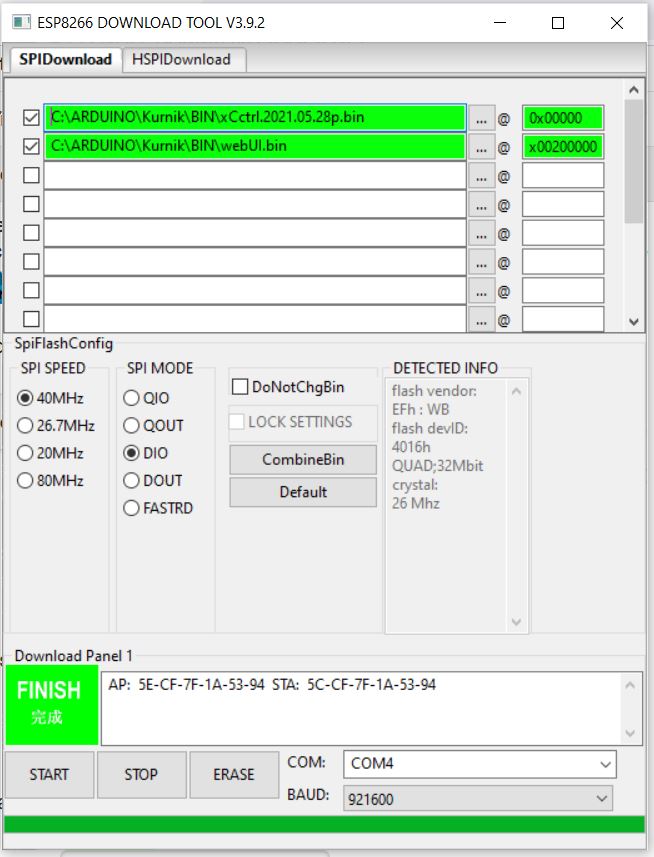 ESP8266 DOWNLOAD TOOL V3.9.2
SPIDownload HSPIDownload
C:\ARDUINO\Kurnik\BIN\xCctrl.2021.05.28p.bin ... @ 0x00000
C:\ARDUINO\Kurnik\BIN\webUI.bin ... @ x00200000
... @
... @
... @
... @
... @
... @
SpiFlashConfig
SPI SPEED
40MHz
26.7MHz
20MHz
80MHz
SPI MODE
QIO
QOUT
DIO
DOUT
FASTRD
DoNotChgBin
LOCK SETTINGS
CombineBin
Default
DETECTED INFO
flash vendor:
EFh : WB
flash devID:
4016h
QUAD;32Mbit
crystal:
26 Mhz
Download Panel 1
FINISH
完成
AP: 5E-CF-7F-1A-53-94 STA: 5C-CF-7F-1A-53-94
START STOP ERASE
COM: COM4
BAUD: 921600